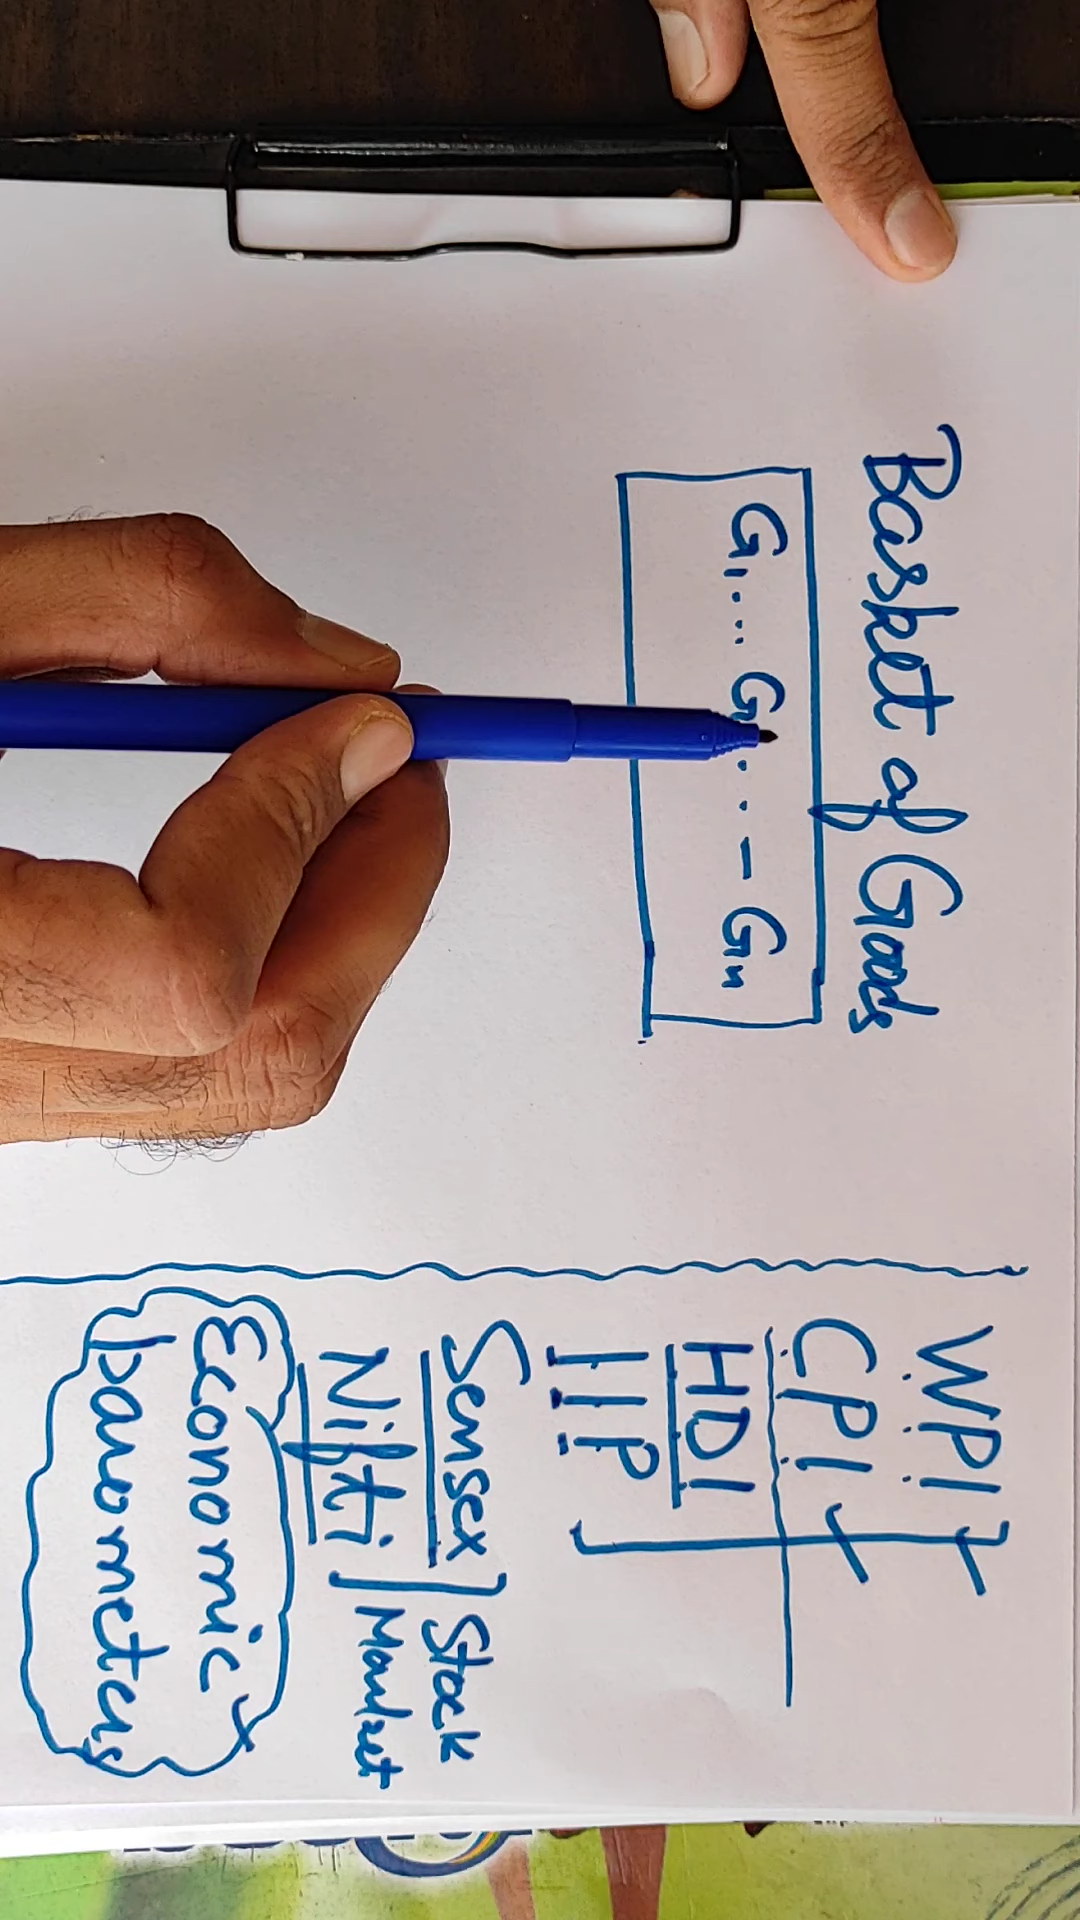 Basket of Goods
G1 ... G . . . - Gn
WPI
CPI
HDI
IIP
Sensex
Nifti
Stock
Market
Economic
barometers